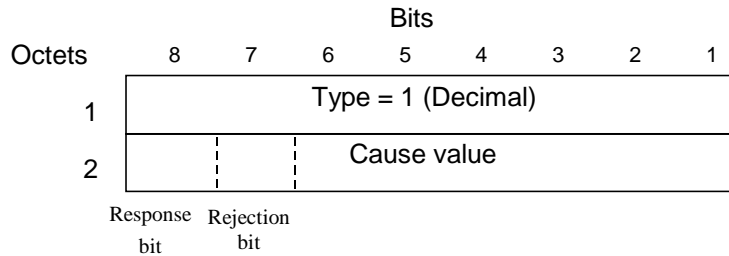 Bits
Octets 8 7 6 5 4 3 2 1
1 Type = 1 (Decimal)
2 Cause value
Response bit
Rejection bit